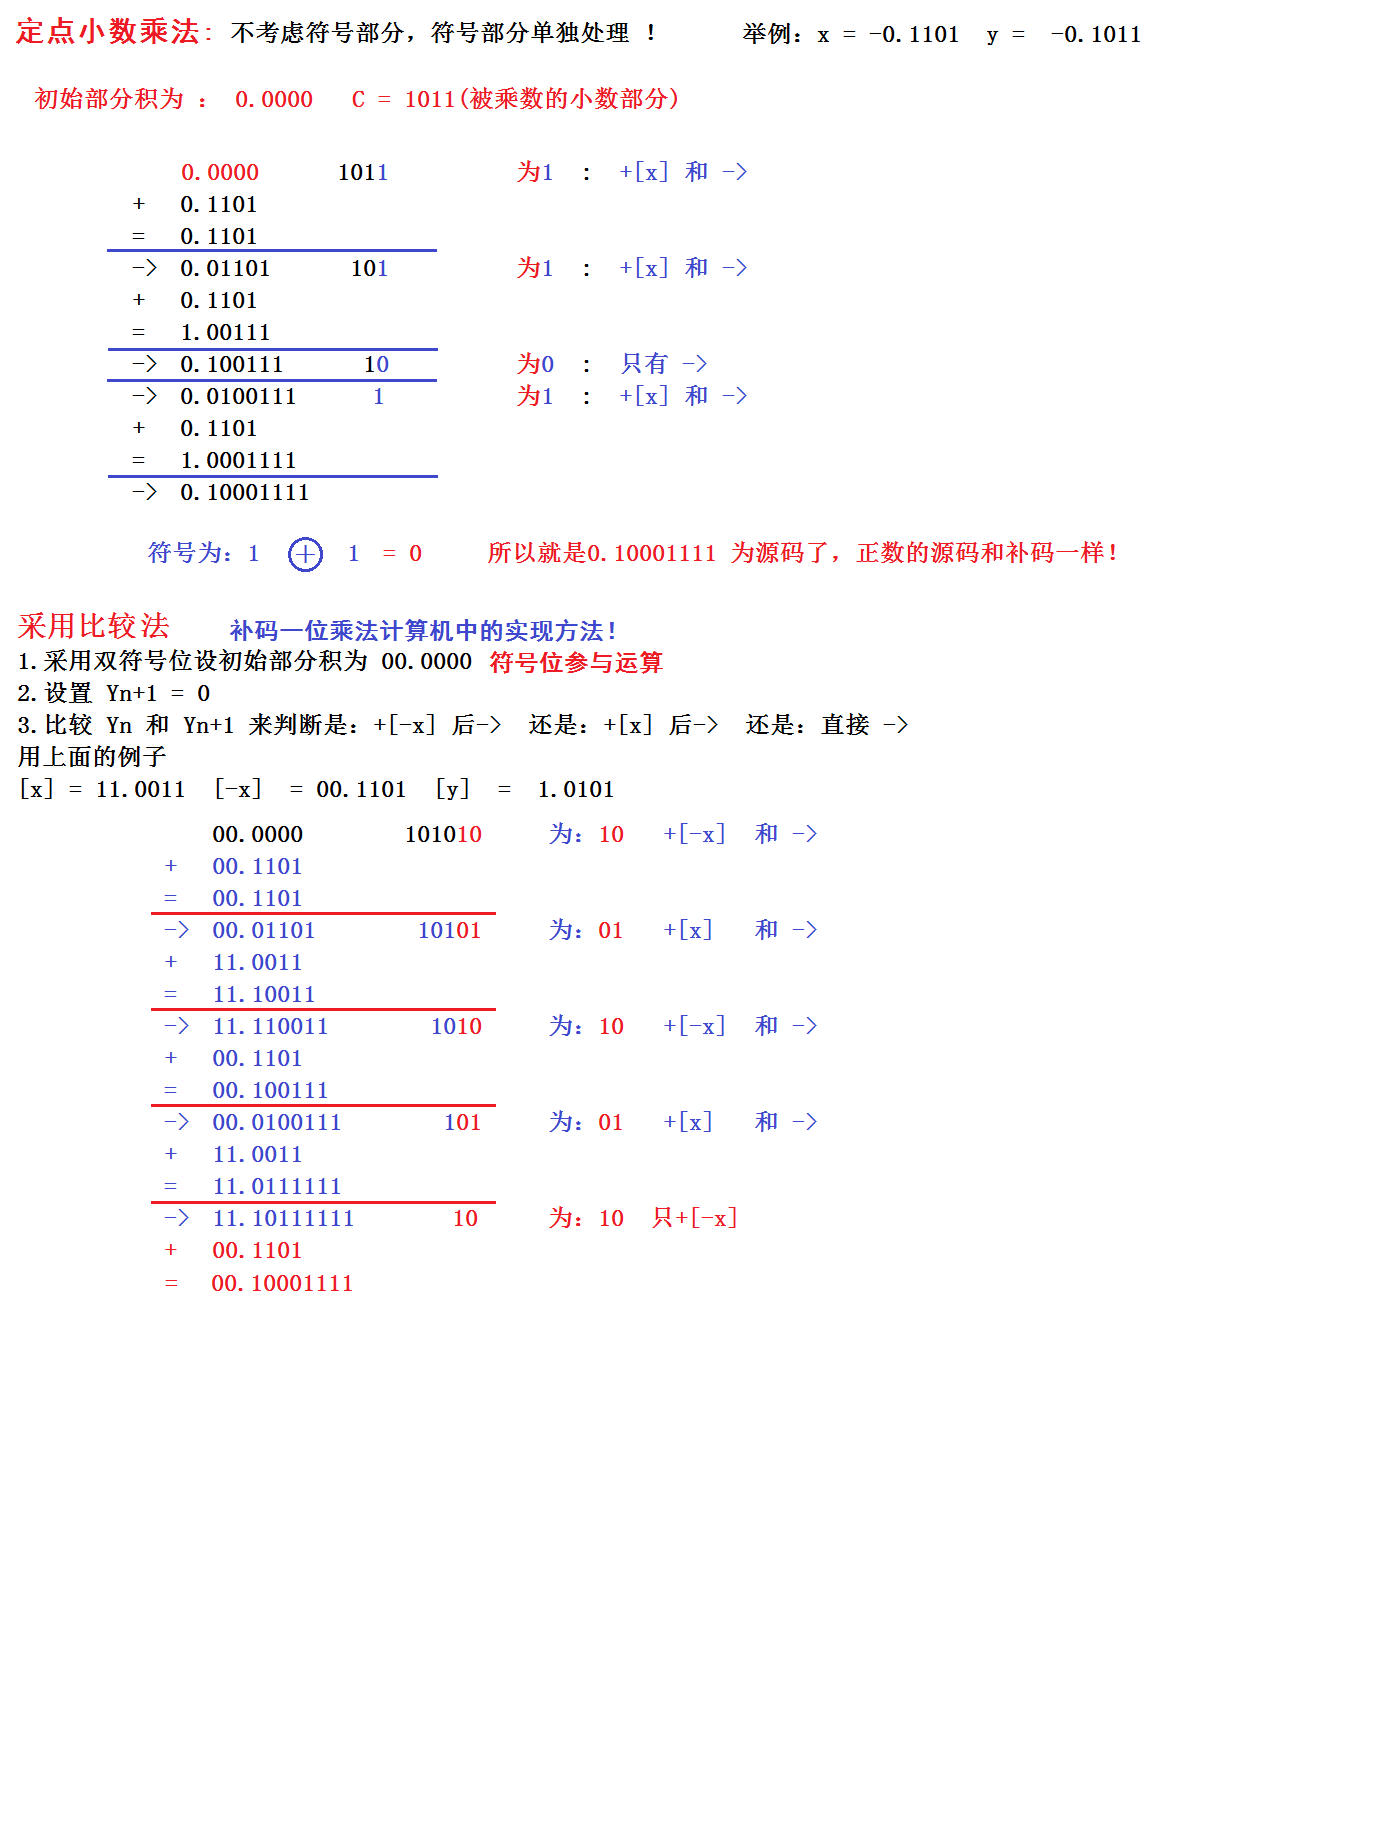 定点小数乘法: 不考虑符号部分，符号部分单独处理 ！ 举例：x = -0.1101 y = -0.1011
初始部分积为 ： 0.0000 C = 1011(被乘数的小数部分)
0.0000 1011 为1 : +[x] 和 ->
+ 0.1101
= 0.1101
-> 0.01101 101 为1 : +[x] 和 ->
+ 0.1101
= 1.00111
-> 0.100111 10 为0 : 只有 ->
-> 0.0100111 1 为1 : +[x] 和 ->
+ 0.1101
= 1.0001111
-> 0.10001111
符号为：1 ⊕ 1 = 0 所以就是0.10001111 为源码了，正数的源码和补码一样！
采用比较法 补码一位乘法计算机中的实现方法！
1.采用双符号位设初始部分积为 00.0000 符号位参与运算
2.设置 Yn+1 = 0
3.比较 Yn 和 Yn+1 来判断是：+[-x] 后-> 还是：+[x] 后-> 还是：直接 ->
用上面的例子
[x] = 11.0011 [-x] = 00.1101 [y] = 1.0101
00.0000 101010 为：10 +[-x] 和 ->
+ 00.1101
= 00.1101
-> 00.01101 10101 为：01 +[x] 和 ->
+ 11.0011
= 11.10011
-> 11.110011 1010 为：10 +[-x] 和 ->
+ 00.1101
= 00.100111
-> 00.0100111 101 为：01 +[x] 和 ->
+ 11.0011
= 11.0111111
-> 11.10111111 10 为：10 只+[-x]
+ 00.1101
= 00.10001111